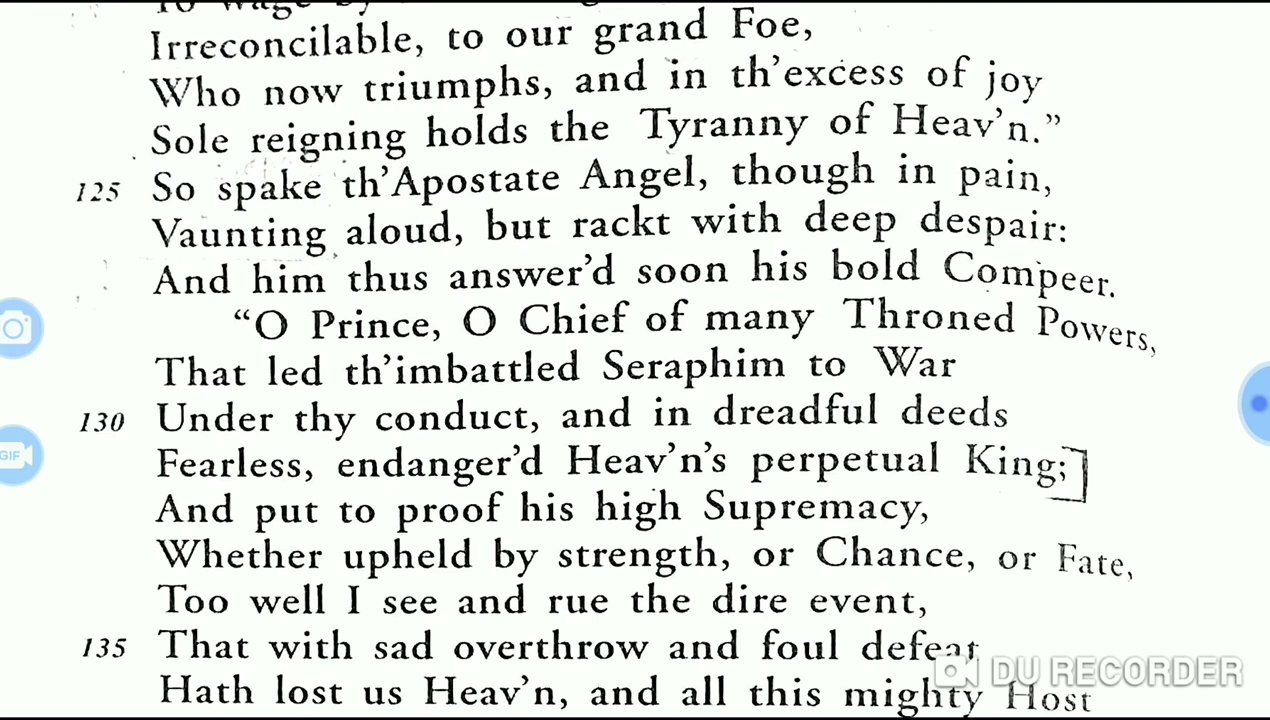 To wage by
Irreconcilable, to our grand Foe,
Who now triumphs, and in th’excess of joy
Sole reigning holds the Tyranny of Heav’n.”
125 So spake th’Apostate Angel, though in pain,
Vaunting aloud, but rackt with deep despair:
And him thus answer’d soon his bold Compeer.
“O Prince, O Chief of many Throned Powers,
That led th’imbattled Seraphim to War
130 Under thy conduct, and in dreadful deeds
Fearless, endanger’d Heav’n’s perpetual King;
And put to proof his high Supremacy,
Whether upheld by strength, or Chance, or Fate,
Too well I see and rue the dire event,
135 That with sad overthrow and foul defeat
Hath lost us Heav’n, and all this mighty Host
GIF
DU RECORDER